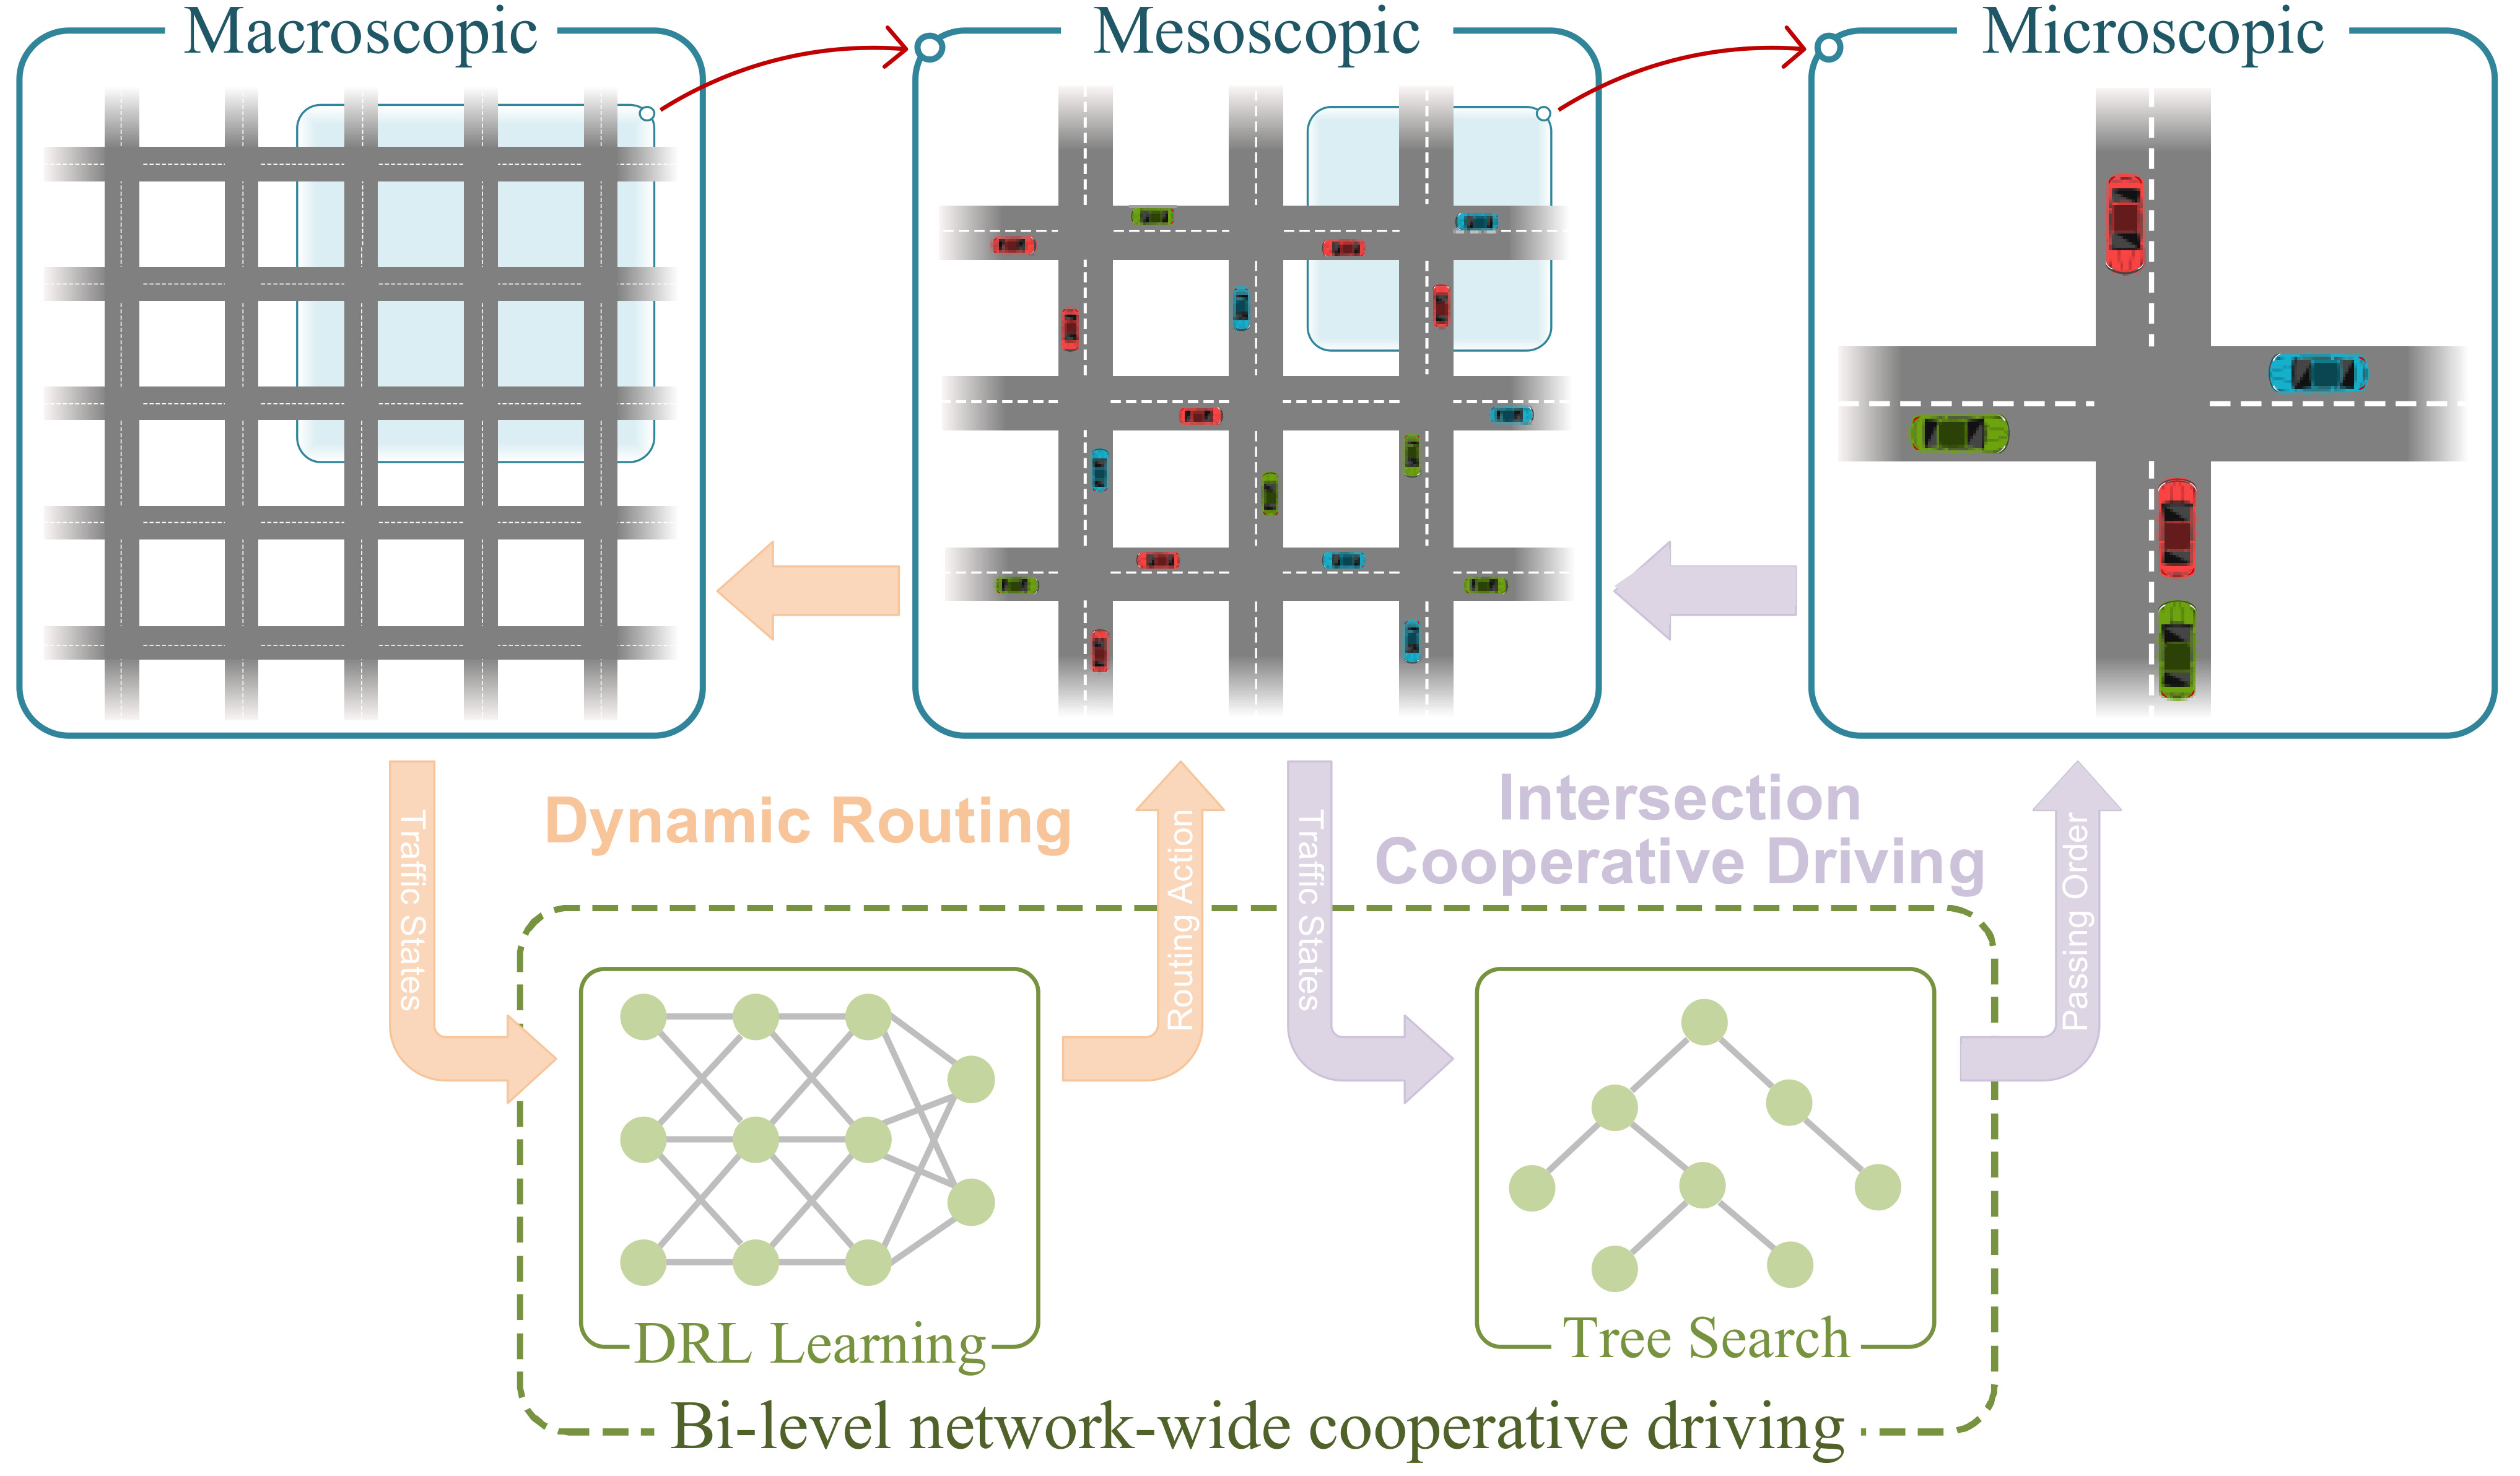 Macroscopic
Mesoscopic
Microscopic
Dynamic Routing
Intersection
Cooperative Driving
Traffic States
Routing Action
Traffic States
Passing Order
DRL Learning
Tree Search
Bi-level network-wide cooperative driving